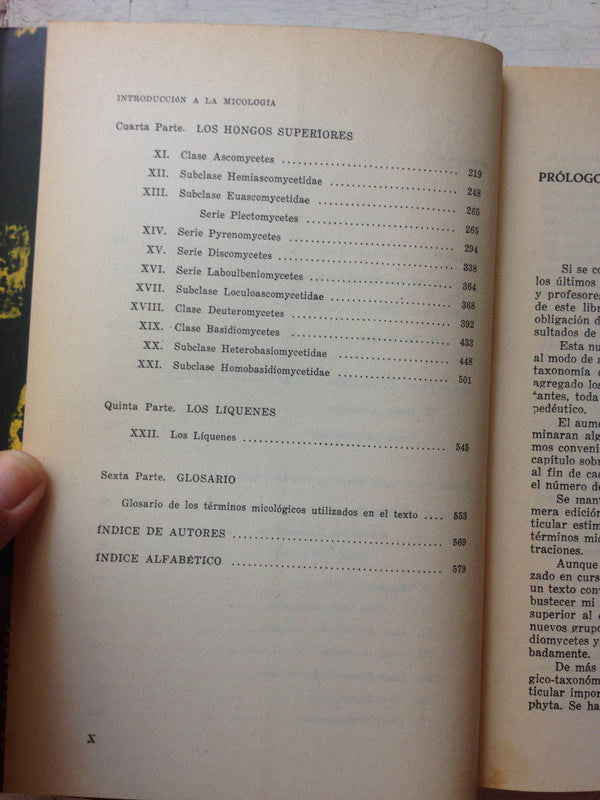 INTRODUCCIÓN A LA MICOLOGIA
Cuarta Parte. LOS HONGOS SUPERIORES
XI. Clase Ascomycetes 219
XII. Subclase Hemiascomycetidae 248
XIII. Subclase Euascomycetidae 265
Serie Plectomycetes 265
XIV. Serie Pyrenomycetes 294
XV. Serie Discomycetes 338
XVI. Serie Laboulbeniomycetes 364
XVII. Subclase Loculoascomycetidae 368
XVIII. Clase Deuteromycetes 392
XIX. Clase Basidiomycetes 433
XX. Subclase Heterobasiomycetidae 448
XXI. Subclase Homobasidiomycetidae 501
Quinta Parte. LOS LÍQUENES
XXII. Los Líquenes 545
Sexta Parte. GLOSARIO
Glosario de los términos micológicos utilizados en el texto .... 553
ÍNDICE DE AUTORES 569
ÍNDICE ALFABÉTICO 579
X
PRÓLOGO
Si se co
los últimos
y profesores
de este libr
obligación d
sultados de
Esta nu
al modo de a
taxonomía d
agregado los
tantes, toda
pedéutico.
El aume
minaran alg
mos conveni
capítulo sobr
al fin de cad
el número de
Se mant
mera edición
ticular estim
términos mic
traciones.
Aunque
zado en curs
un texto conv
bustecer mi
superior al
nuevos grupo
diomycetes y
badamente.
De más
gico-taxonóm
ticular impor
phyta. Se ha